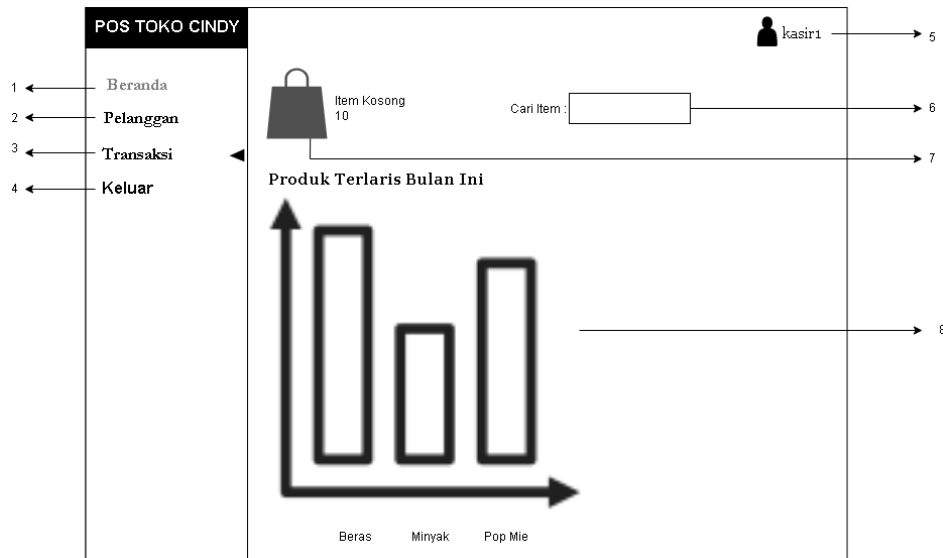 POS TOKO CINDY
kasir1
5
1
Beranda
2
Pelanggan
3
Transaksi
4
Keluar
Item Kosong
10
Cari Item :
6
7
Produk Terlaris Bulan Ini
8
Beras Minyak Pop Mie